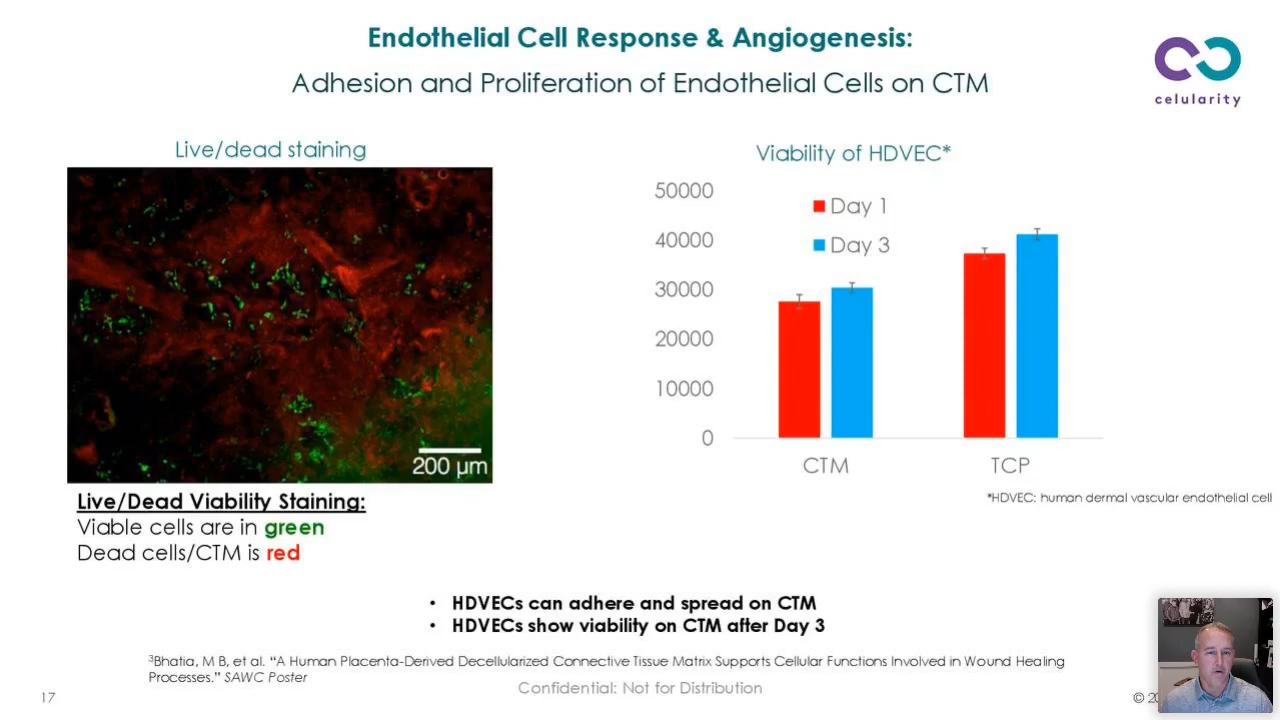 Endothelial Cell Response & Angiogenesis:
Adhesion and Proliferation of Endothelial Cells on CTM
celularity
Live/dead staining
200 µm
Live/Dead Viability Staining:
Viable cells are in green
Dead cells/CTM is red
Viability of HDVEC*
50000
40000
30000
20000
10000
0
Day 1
Day 3
CTM
TCP
*HDVEC: human dermal vascular endothelial cell
• HDVECs can adhere and spread on CTM
• HDVECs show viability on CTM after Day 3
³Bhatia, M B, et al. “A Human Placenta-Derived Decellularized Connective Tissue Matrix Supports Cellular Functions Involved in Wound Healing
Processes.” SAWC Poster
17
Confidential: Not for Distribution
©